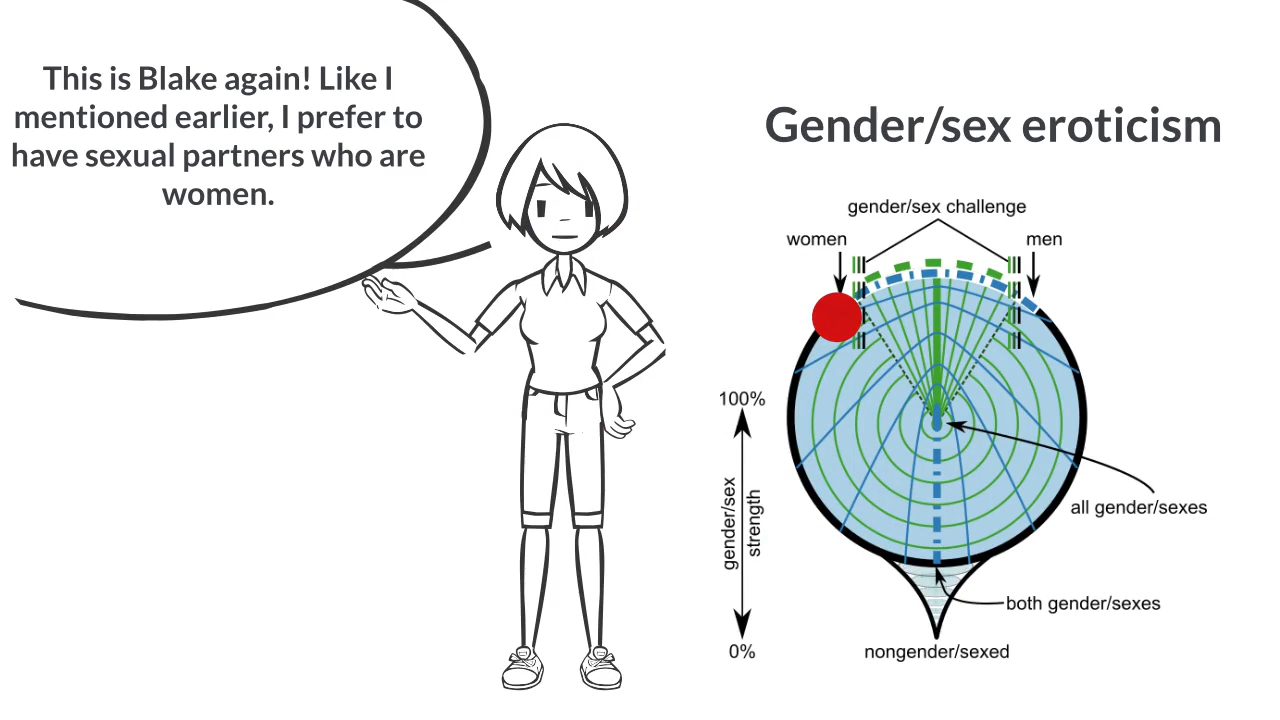 This is Blake again! Like I
mentioned earlier, I prefer to
have sexual partners who are
women.
Gender/sex eroticism
gender/sex challenge
women
men
100%
gender/sex
strength
all gender/sexes
both gender/sexes
0%
nongender/sexed